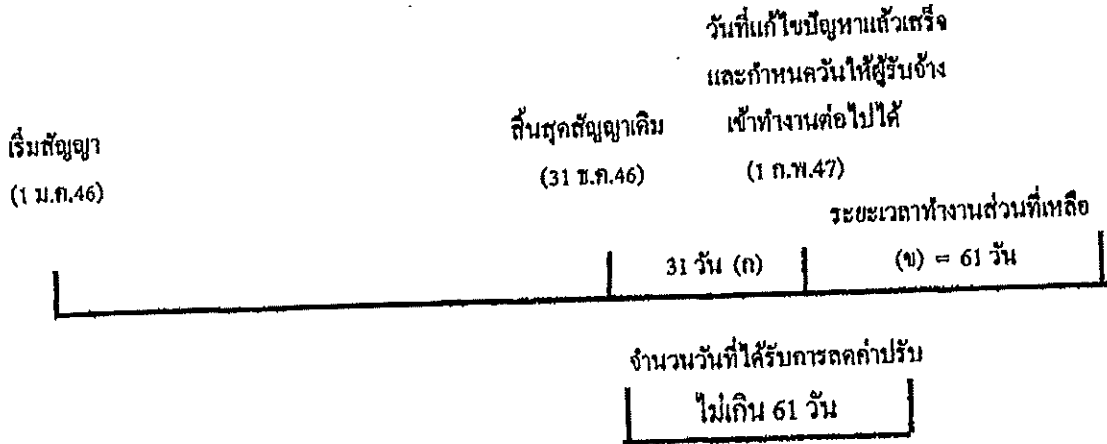 วันที่แก้ไขปัญหาแล้วเสร็จ
และกำหนดวันให้ผู้รับจ้าง
เข้าทำงานต่อไปได้
(1 ก.พ.47)
สิ้นสุดสัญญาเดิม
(31 ธ.ค.46)
เริ่มสัญญา
(1 ม.ค.46)
ระยะเวลาทำงานส่วนที่เหลือ
31 วัน (ก)
(ข) = 61 วัน
จำนวนวันที่ได้รับการลดค่าปรับ
ไม่เกิน 61 วัน